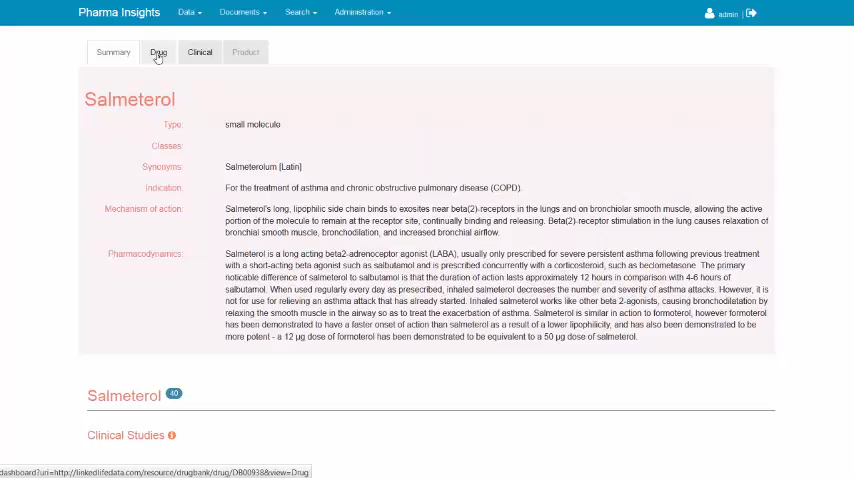 Pharma Insights Data Documents Search Administration admin |
Summary Drug Clinical Product
Salmeterol
Type: small molecule
Classes:
Synonyms: Salmeterolum [Latin]
Indication: For the treatment of asthma and chronic obstructive pulmonary disease (COPD).
Mechanism of action: Salmeterol's long, lipophilic side chain binds to exosites near beta(2)-receptors in the lungs and on bronchiolar smooth muscle, allowing the active
portion of the molecule to remain at the receptor site, continually binding and releasing. Beta(2)-receptor stimulation in the lung causes relaxation of
bronchial smooth muscle, bronchodilation, and increased bronchial airflow.
Pharmacodynamics: Salmeterol is a long acting beta2-adrenoceptor agonist (LABA), usually only prescribed for severe persistent asthma following previous treatment
with a short-acting beta agonist such as salbutamol and is prescribed concurrently with a corticosteroid, such as beclometasone. The primary
noticable difference of salmeterol to salbutamol is that the duration of action lasts approximately 12 hours in comparison with 4-6 hours of
salbutamol. When used regularly every day as presecribed, inhaled salmeterol decreases the number and severity of asthma attacks. However, it is
not for use for relieving an asthma attack that has already started. Inhaled salmeterol works like other beta 2-agonists, causing bronchodilatation by
relaxing the smooth muscle in the airway so as to treat the exacerbation of asthma. Salmeterol is similar in action to formoterol, however formoterol
has been demonstrated to have a faster onset of action than salmeterol as a result of a lower lipophilicity, and has also been demonstrated to be
more potent - a 12 µg dose of formoterol has been demonstrated to be equivalent to a 50 µg dose of salmeterol.
Salmeterol 40
Clinical Studies
dashboard?uri=http://linkedlifedata.com/resource/drugbank/drug/DB00938&view=Drug